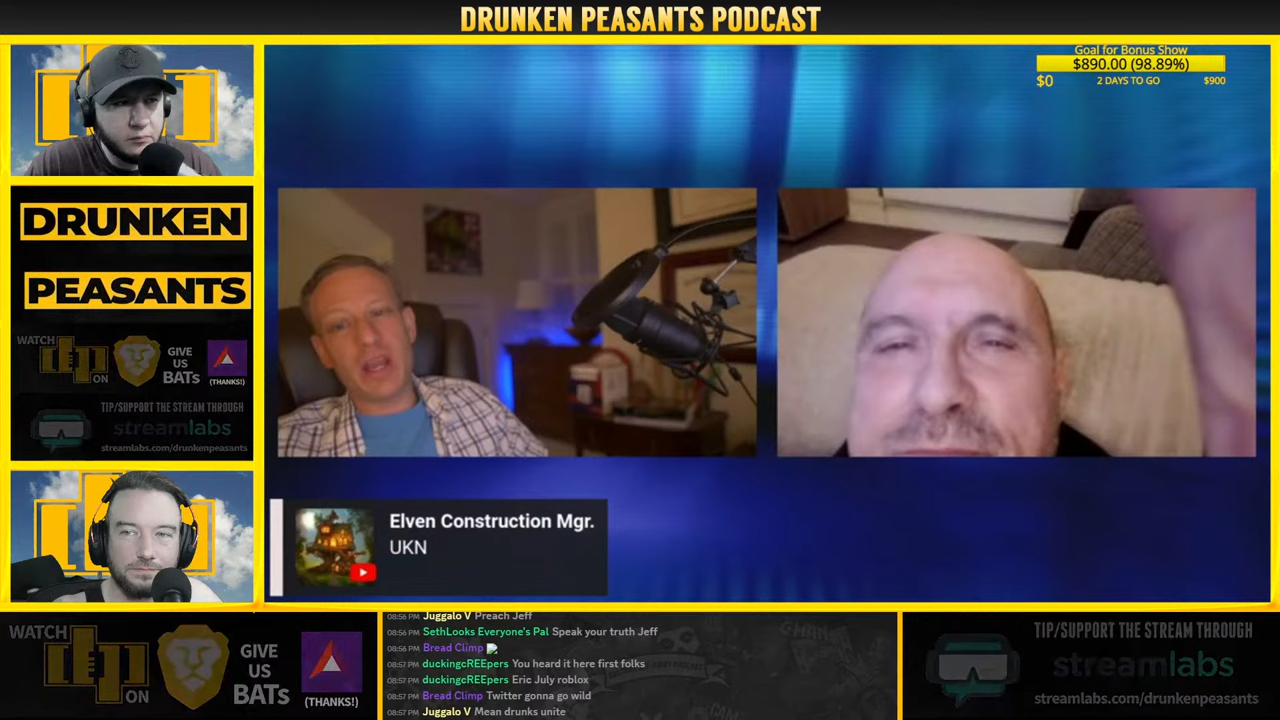 DRUNKEN PEASANTS PODCAST
Goal for Bonus Show
$890.00 (98.89%)
$0
2 DAYS TO GO
$900
DRUNKEN
PEASANTS
WATCH
ON
GIVE
US
BATs
(THANKS!)
TIP/SUPPORT THE STREAM THROUGH
streamlabs
streamlabs.com/drunkenpeasants
Elven Construction Mgr.
UKN
WATCH
ON
GIVE
US
BATs
(THANKS!)
08:56 PM Juggalo V Preach Jeff
08:56 PM SethLooks Everyone's Pal Speak your truth Jeff
08:56 PM Bread Climp
08:57 PM duckingcREEpers You heard it here first folks
08:57 PM duckingcREEpers Eric July roblox
08:57 PM Bread Climp Twitter gonna go wild
08:57 PM Juggalo V Mean drunks unite
TIP/SUPPORT THE STREAM THROUGH
streamlabs
streamlabs.com/drunkenpeasants